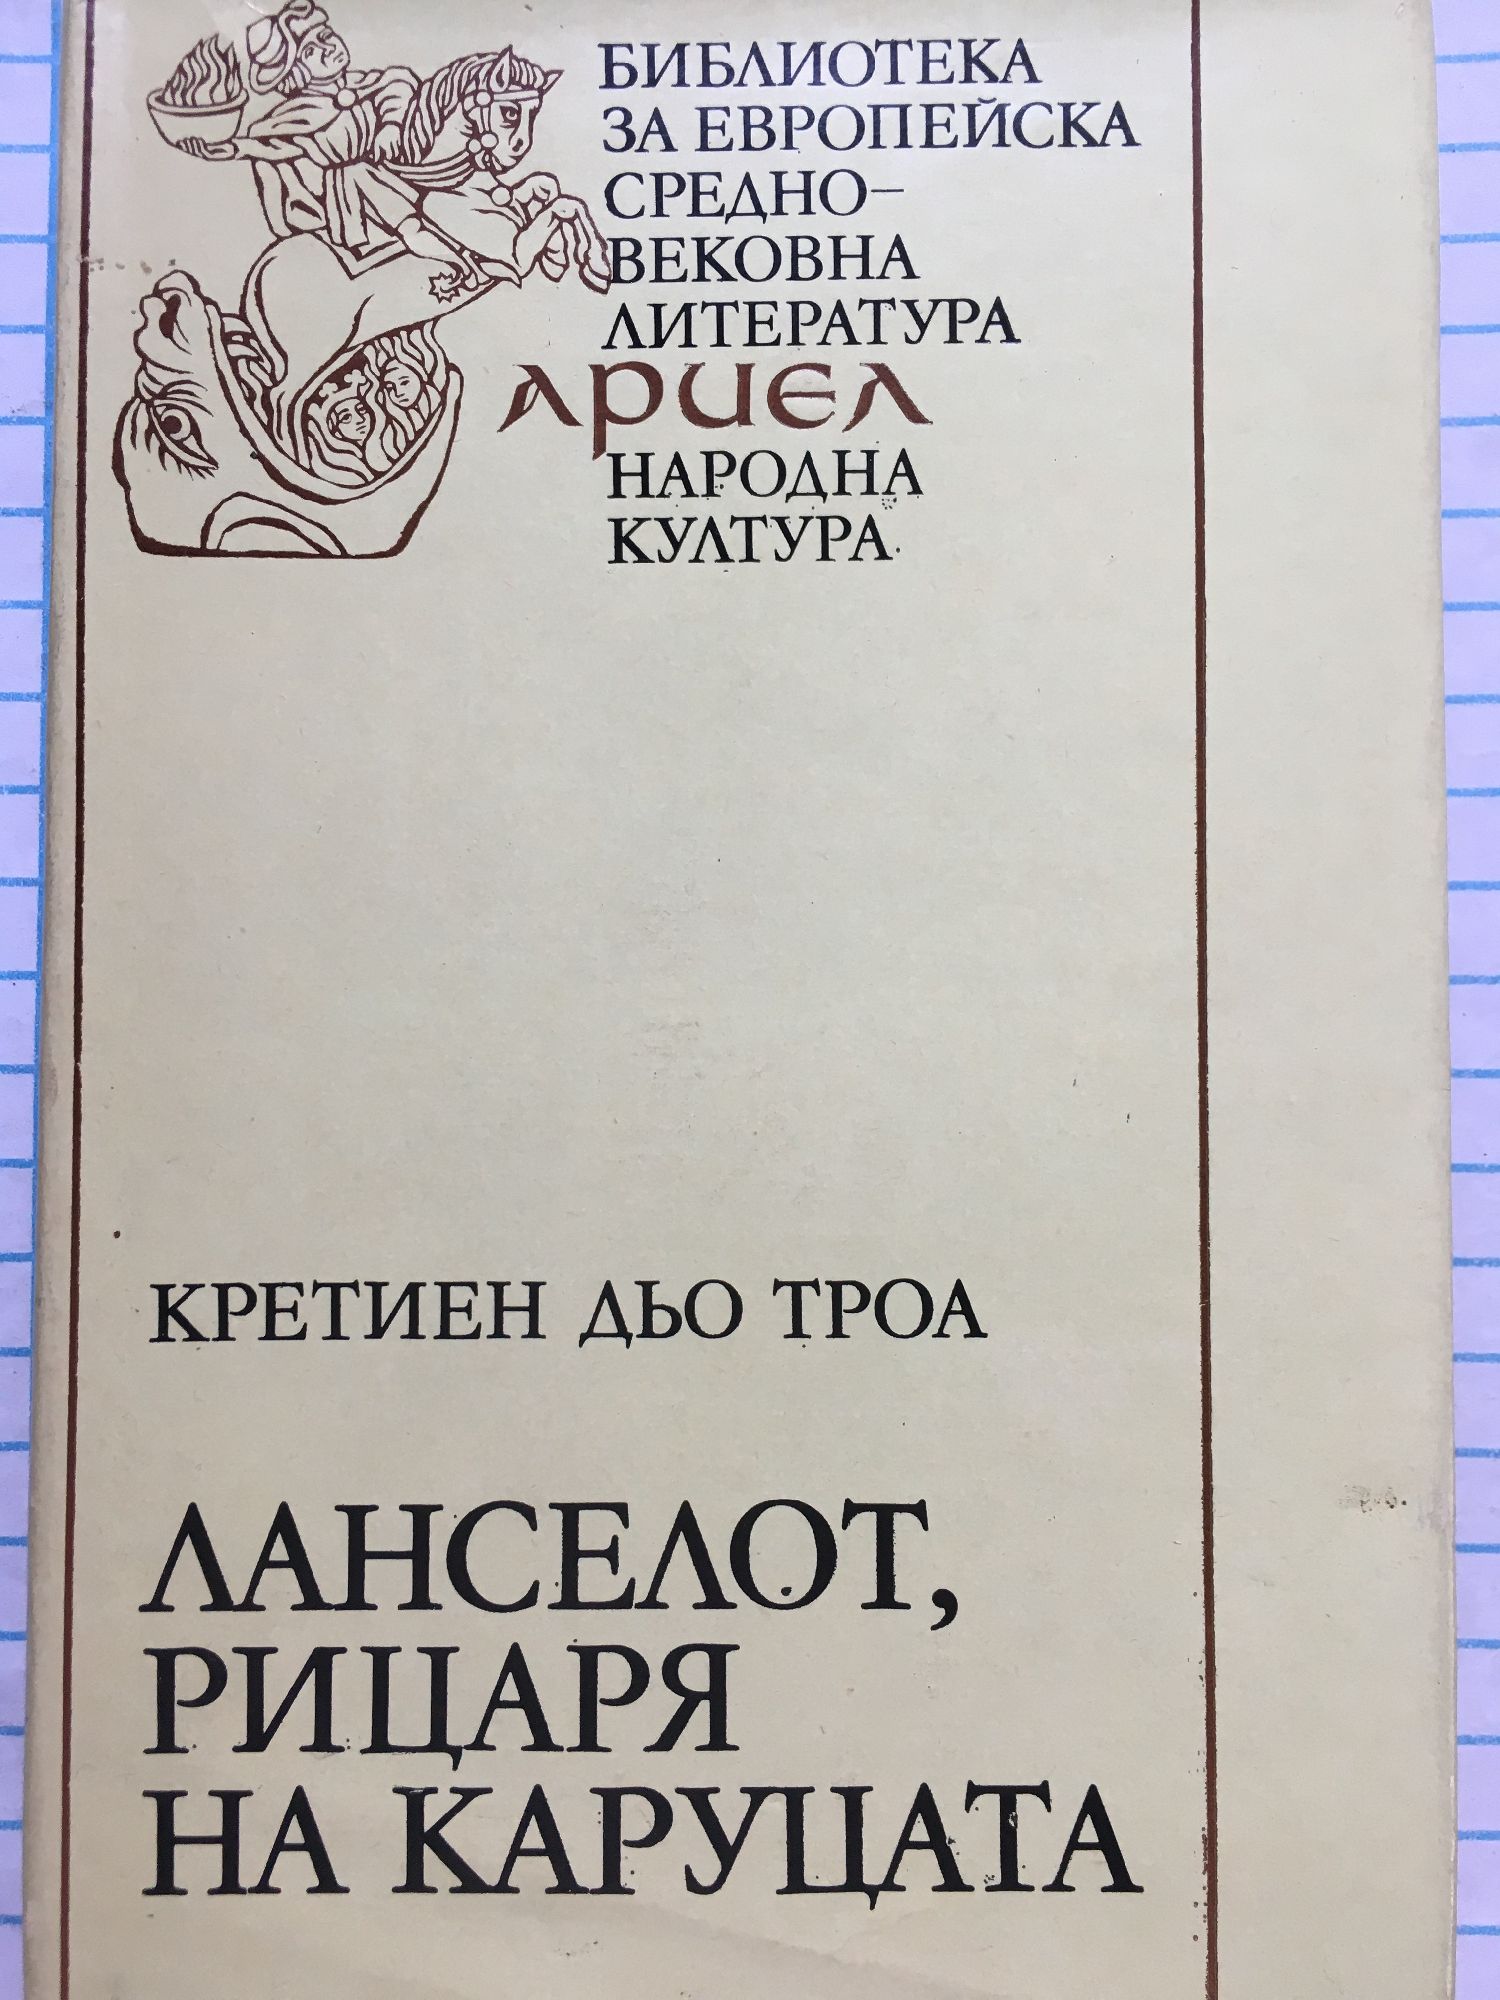 БИБЛИОТЕКА
ЗА ЕВРОПЕЙСКА
СРЕДНО–
ВЕКОВНА
ЛИТЕРАТУРА
АРИЕЛ
НАРОДНА
КУЛТУРА
КРЕТИЕН ДЬО ТРОА
ЛАНСЕЛОТ,
РИЦАРЯ
НА КАРУЦАТА